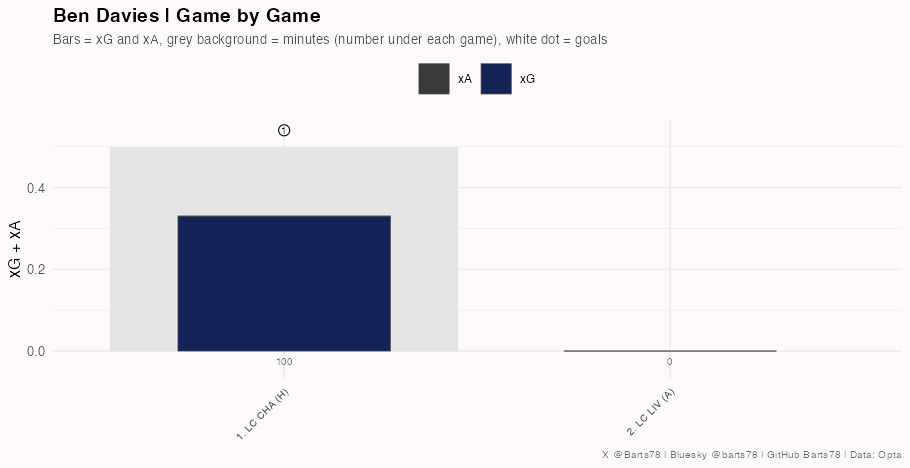 Ben Davies | Game by Game
Bars = xG and xA, grey background = minutes (number under each game), white dot = goals
xA xG
1
xG + xA
0.4
0.2
0.0
100 0
1. LC CHA (H) 2. LC LIV (A)
X @Barts78 | Bluesky @barts78 | GitHub Barts78 | Data: Opta